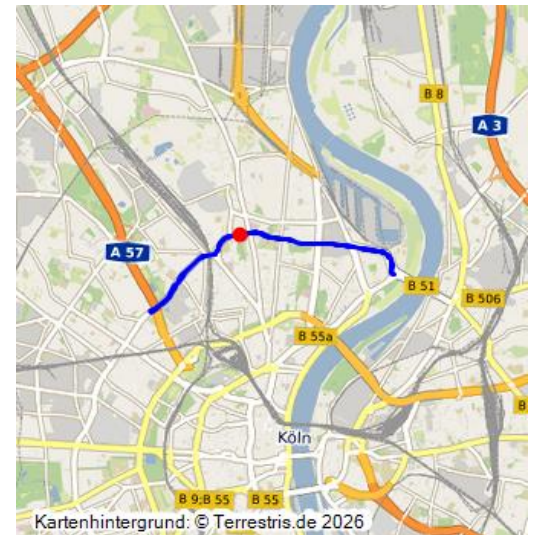 B 8
A 3
A 57
B 51
B 506
B 55a
B
Köln
B 9;B 55
B 55
Kartenhintergrund: © Terrestris.de 2026